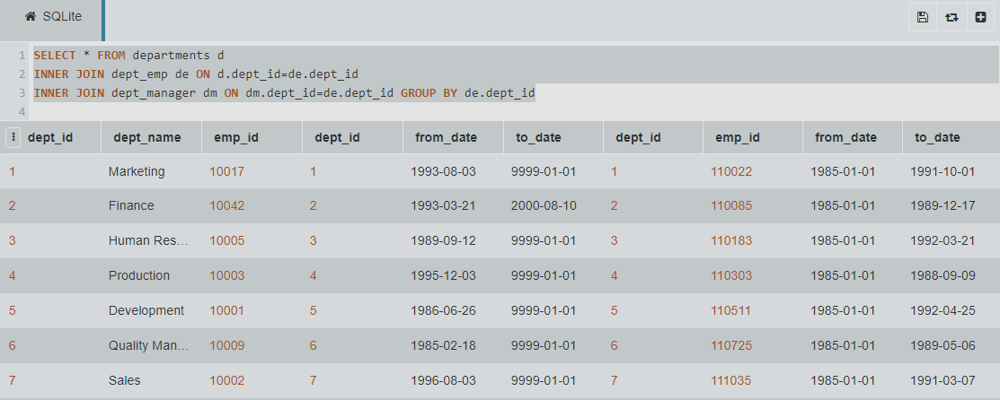 SQLite
1 SELECT * FROM departments d
2 INNER JOIN dept_emp de ON d.dept_id=de.dept_id
3 INNER JOIN dept_manager dm ON dm.dept_id=de.dept_id GROUP BY de.dept_id
4
dept_id dept_name emp_id dept_id from_date to_date dept_id emp_id from_date to_date
1 Marketing 10017 1 1993-08-03 9999-01-01 1 110022 1985-01-01 1991-10-01
2 Finance 10042 2 1993-03-21 2000-08-10 2 110085 1985-01-01 1989-12-17
3 Human Res... 10005 3 1989-09-12 9999-01-01 3 110183 1985-01-01 1992-03-21
4 Production 10003 4 1995-12-03 9999-01-01 4 110303 1985-01-01 1988-09-09
5 Development 10001 5 1986-06-26 9999-01-01 5 110511 1985-01-01 1992-04-25
6 Quality Man... 10009 6 1985-02-18 9999-01-01 6 110725 1985-01-01 1989-05-06
7 Sales 10002 7 1996-08-03 9999-01-01 7 111035 1985-01-01 1991-03-07